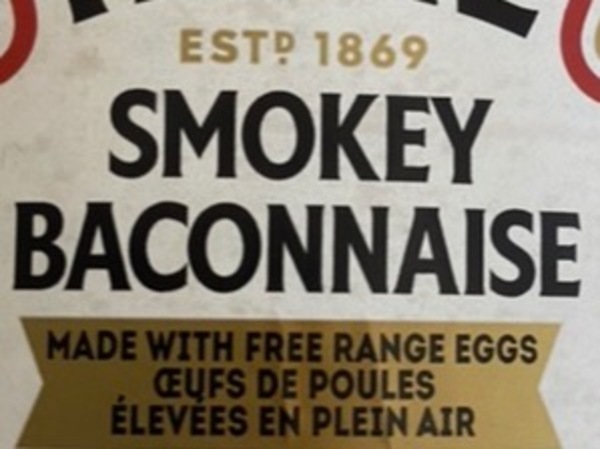 ESTD 1869
SMOKEY
BACONNAISE
MADE WITH FREE RANGE EGGS
ŒUFS DE POULES
ÉLEVÉES EN PLEIN AIR